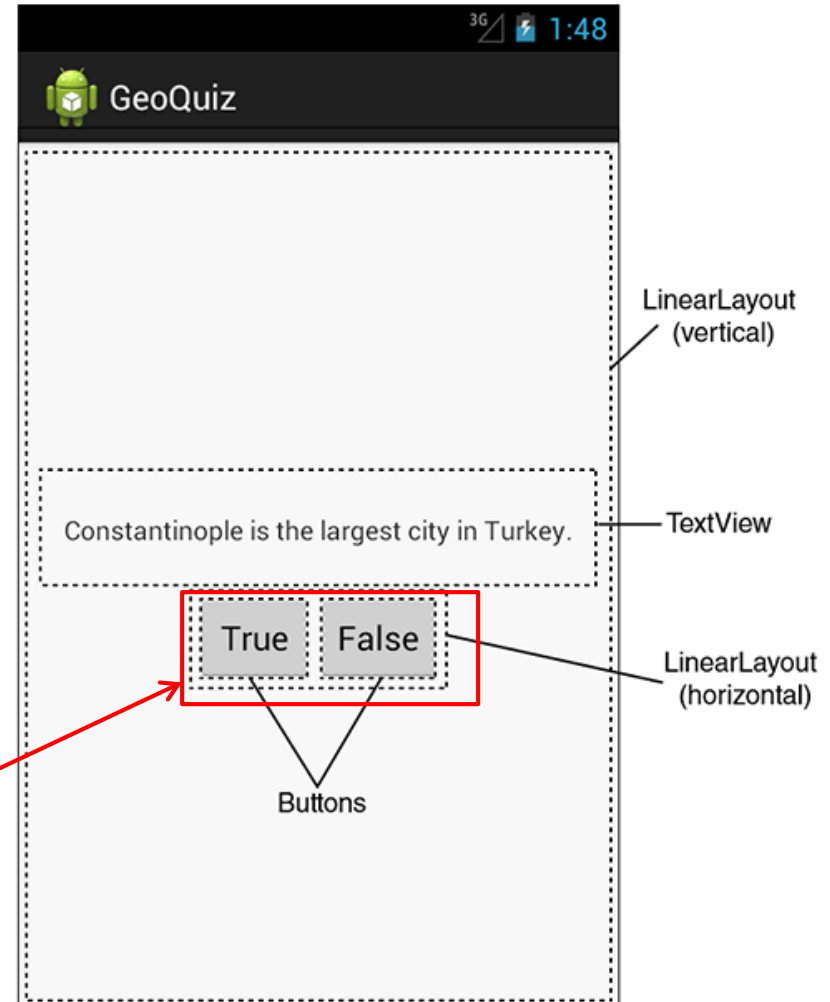 3G 1:48
GeoQuiz
LinearLayout
(vertical)
Constantinople is the largest city in Turkey.
TextView
True False
LinearLayout
(horizontal)
Buttons